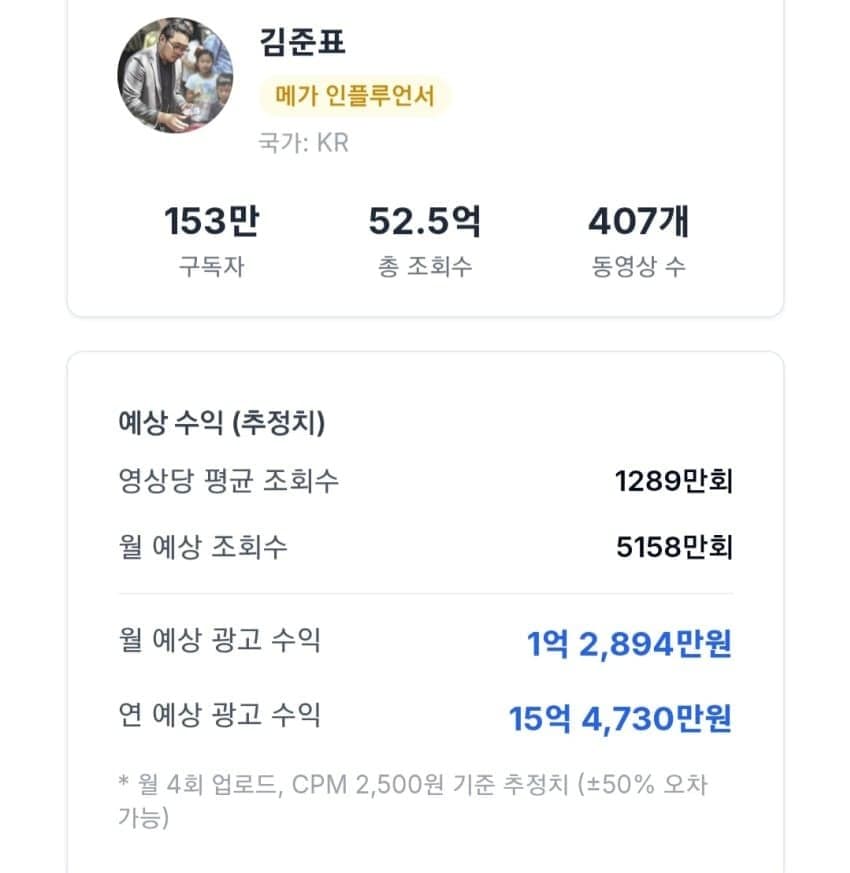 김준표
메가 인플루언서
국가: KR
153만 52.5억 407개
구독자 총 조회수 동영상 수
예상 수익 (추정치)
영상당 평균 조회수 1289만회
월 예상 조회수 5158만회
월 예상 광고 수익 1억 2,894만원
연 예상 광고 수익 15억 4,730만원
* 월 4회 업로드, CPM 2,500원 기준 추정치 (±50% 오차
가능)